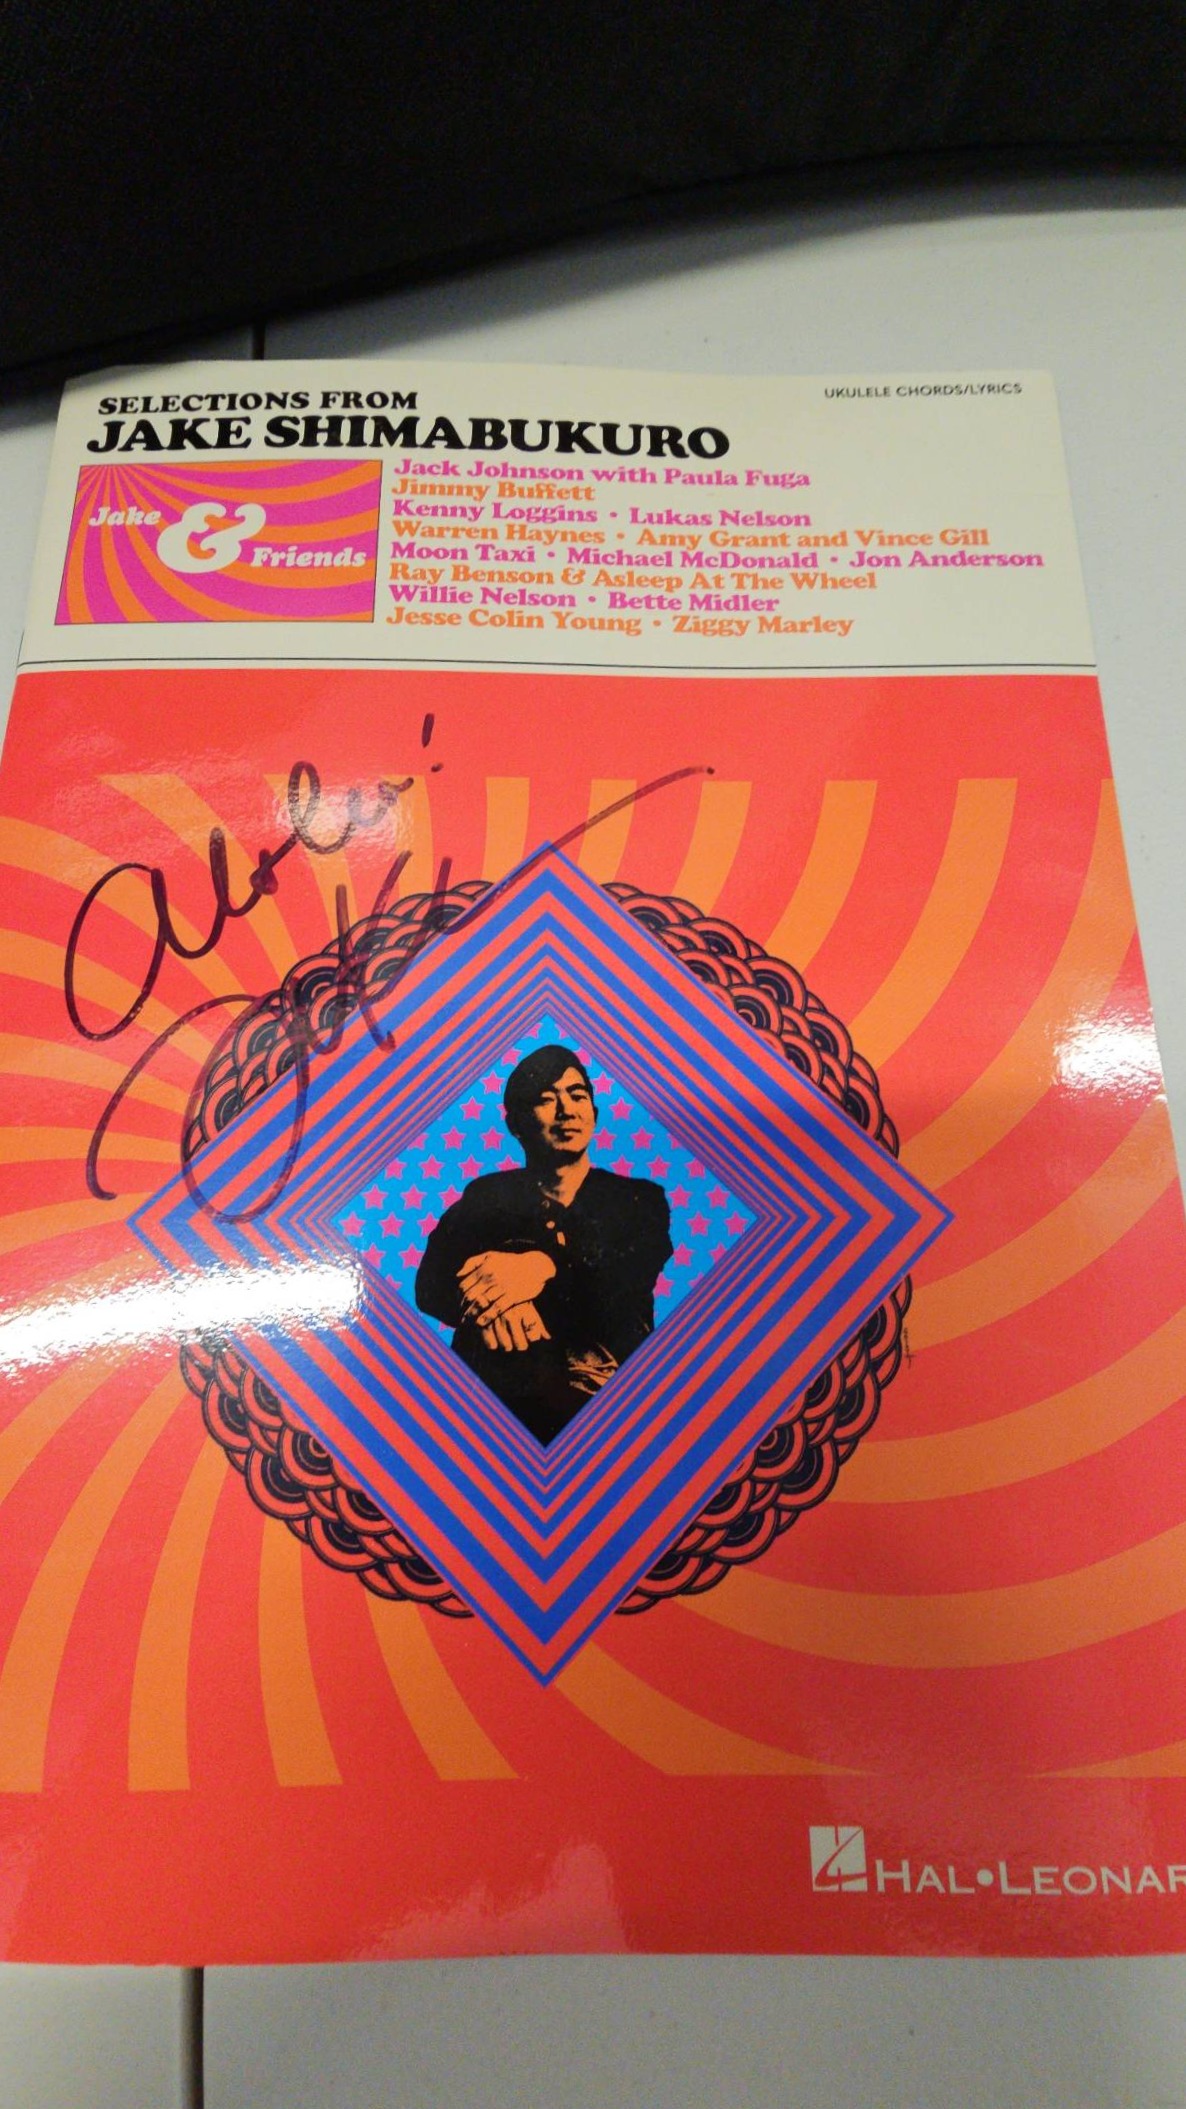 SELECTIONS FROM
UKULELE CHORDS/LYRICS
JAKE SHIMABUKURO
Jake & Friends
Jack Johnson with Paula Fuga
Jimmy Buffett
Kenny Loggins • Lukas Nelson
Warren Haynes • Amy Grant and Vince Gill
Moon Taxi • Michael McDonald • Jon Anderson
Ray Benson & Asleep At The Wheel
Willie Nelson • Bette Midler
Jesse Colin Young • Ziggy Marley
Aloha!
Jake
HAL•LEONAR